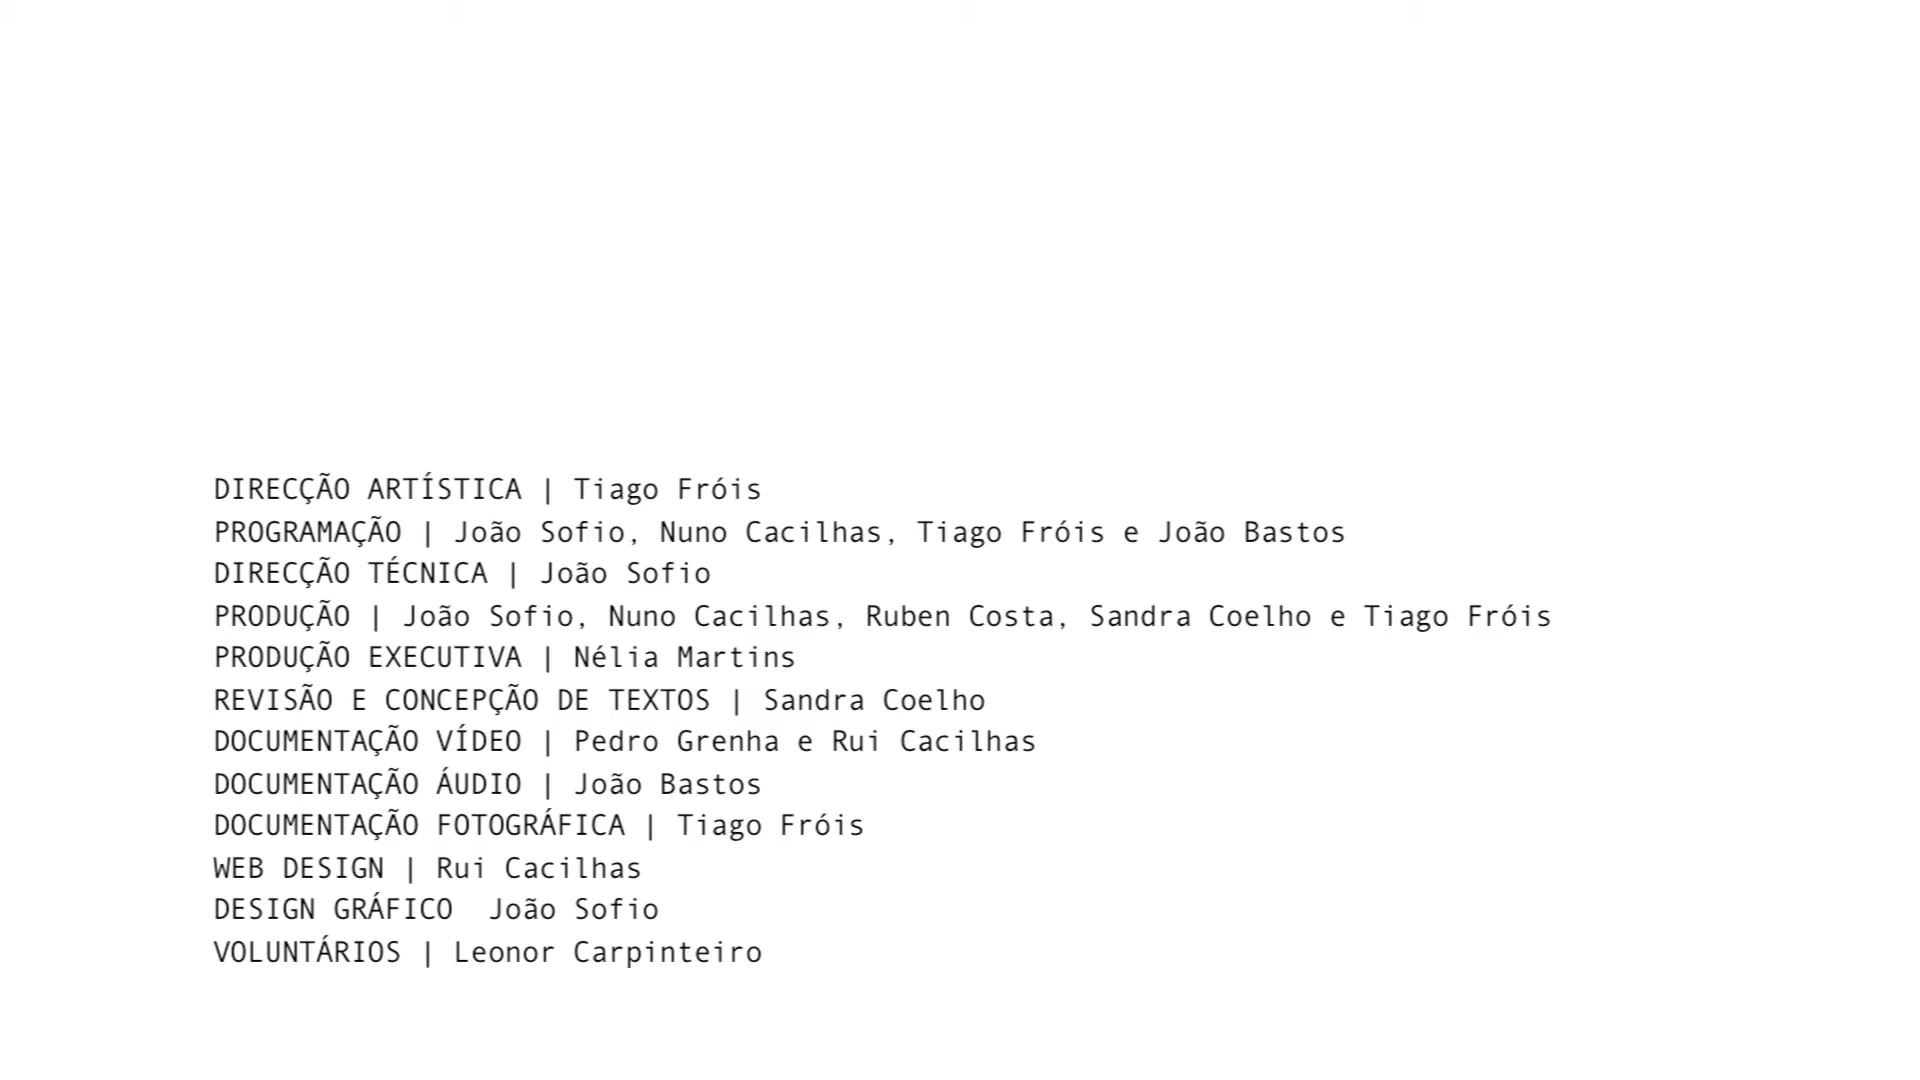 DIRECÇÃO ARTÍSTICA | Tiago Fróis
PROGRAMAÇÃO | João Sofio, Nuno Cacilhas, Tiago Fróis e João Bastos
DIRECÇÃO TÉCNICA | João Sofio
PRODUÇÃO | João Sofio, Nuno Cacilhas, Ruben Costa, Sandra Coelho e Tiago Fróis
PRODUÇÃO EXECUTIVA | Nélia Martins
REVISÃO E CONCEPÇÃO DE TEXTOS | Sandra Coelho
DOCUMENTAÇÃO VÍDEO | Pedro Grenha e Rui Cacilhas
DOCUMENTAÇÃO ÁUDIO | João Bastos
DOCUMENTAÇÃO FOTOGRÁFICA | Tiago Fróis
WEB DESIGN | Rui Cacilhas
DESIGN GRÁFICO  João Sofio
VOLUNTÁRIOS | Leonor Carpinteiro